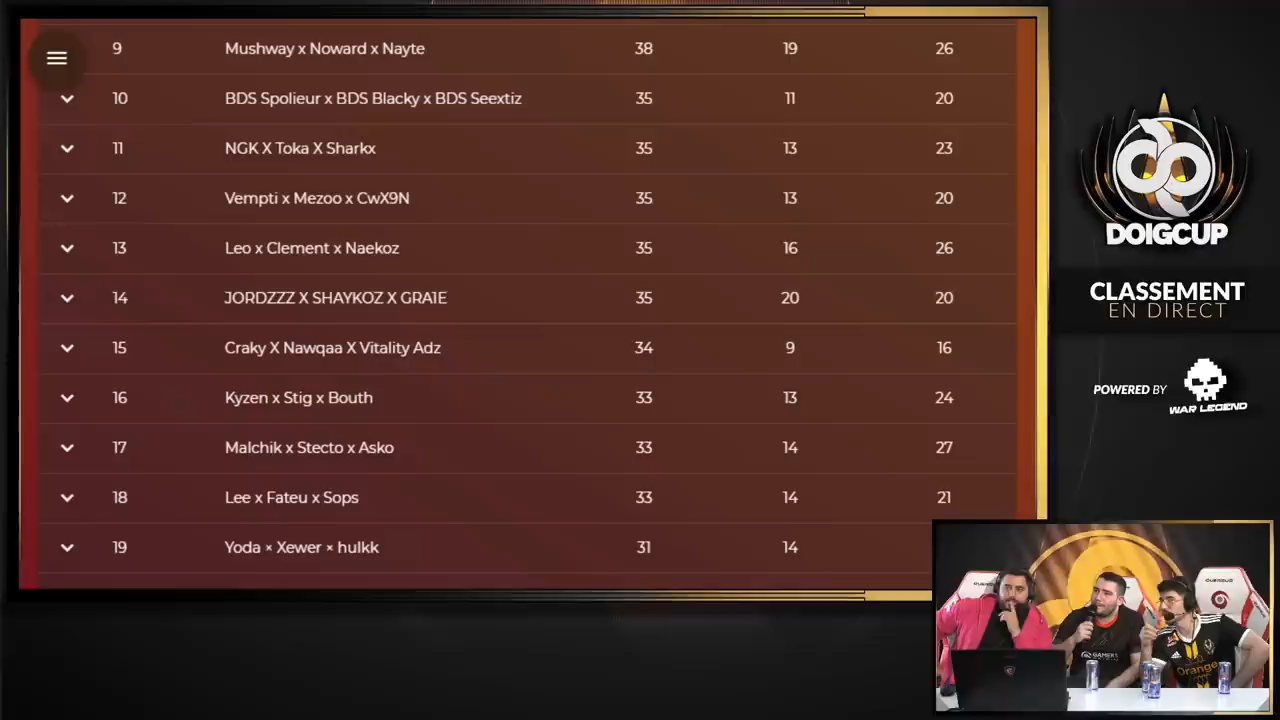 9 Mushway x Noward x Nayte 38 19 26
10 BDS Spolieur x BDS Blacky x BDS Seextiz 35 11 20
11 NGK X Toka X Sharkx 35 13 23
12 Vempti x Mezoo x CwX9N 35 13 20
13 Leo x Clement x Naekoz 35 16 26
14 JORDZZZ X SHAYKOZ X GRA1E 35 20 20
15 Craky X Nawqaa X Vitality Adz 34 9 16
16 Kyzen x Stig x Bouth 33 13 24
17 Malchik x Stecto x Asko 33 14 27
18 Lee x Fateu x Sops 33 14 21
19 Yoda × Xewer × hulkk 31 14
DOIGCUP
CLASSEMENT
EN DIRECT
POWERED BY
WAR LEGEND
GAMERS
Orange